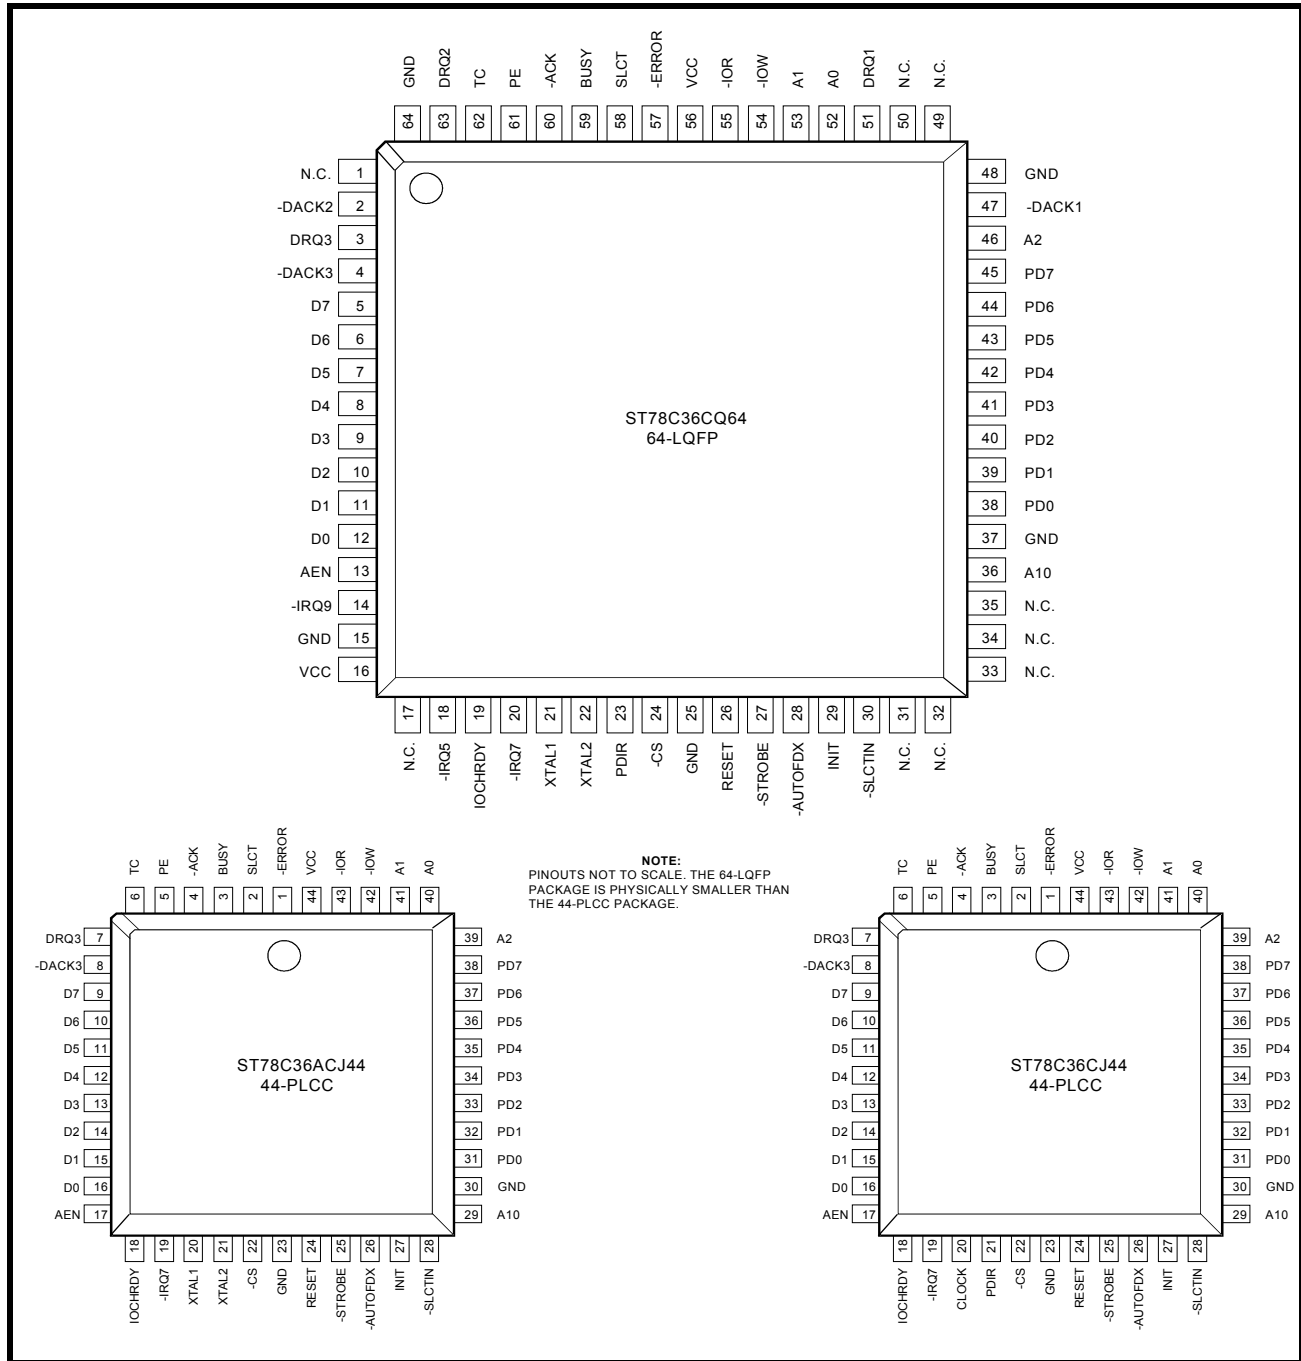 GND DRQ2 TC PE -ACK BUSY SLCT -ERROR VCC -IOR -IOW A1 A0 DRQ1 N.C. N.C.
64 63 62 61 60 59 58 57 56 55 54 53 52 51 50 49
N.C. 1
-DACK2 2
DRQ3 3
-DACK3 4
D7 5
D6 6
D5 7
D4 8
D3 9
D2 10
D1 11
D0 12
AEN 13
-IRQ9 14
GND 15
VCC 16
48 GND
47 -DACK1
46 A2
45 PD7
44 PD6
43 PD5
42 PD4
41 PD3
40 PD2
39 PD1
38 PD0
37 GND
36 A10
35 N.C.
34 N.C.
33 N.C.
ST78C36CQ64
64-LQFP
17 18 19 20 21 22 23 24 25 26 27 28 29 30 31 32
N.C. -IRQ5 IOCHRDY -IRQ7 XTAL1 XTAL2 PDIR -CS GND RESET -STROBE -AUTOFDX INIT -SLCTIN N.C. N.C.
NOTE:
PINOUTS NOT TO SCALE. THE 64-LQFP
PACKAGE IS PHYSICALLY SMALLER THAN
THE 44-PLCC PACKAGE.
TC PE -ACK BUSY SLCT -ERROR VCC -IOR -IOW A1 A0
6 5 4 3 2 1 44 43 42 41 40
DRQ3 7
-DACK3 8
D7 9
D6 10
D5 11
D4 12
D3 13
D2 14
D1 15
D0 16
AEN 17
39 A2
38 PD7
37 PD6
36 PD5
35 PD4
34 PD3
33 PD2
32 PD1
31 PD0
30 GND
29 A10
ST78C36ACJ44
44-PLCC
18 19 20 21 22 23 24 25 26 27 28
IOCHRDY -IRQ7 XTAL1 XTAL2 -CS GND RESET -STROBE -AUTOFDX INIT -SLCTIN
TC PE -ACK BUSY SLCT -ERROR VCC -IOR -IOW A1 A0
6 5 4 3 2 1 44 43 42 41 40
DRQ3 7
-DACK3 8
D7 9
D6 10
D5 11
D4 12
D3 13
D2 14
D1 15
D0 16
AEN 17
39 A2
38 PD7
37 PD6
36 PD5
35 PD4
34 PD3
33 PD2
32 PD1
31 PD0
30 GND
29 A10
ST78C36CJ44
44-PLCC
18 19 20 21 22 23 24 25 26 27 28
IOCHRDY -IRQ7 CLOCK PDIR -CS GND RESET -STROBE -AUTOFDX INIT -SLCTIN